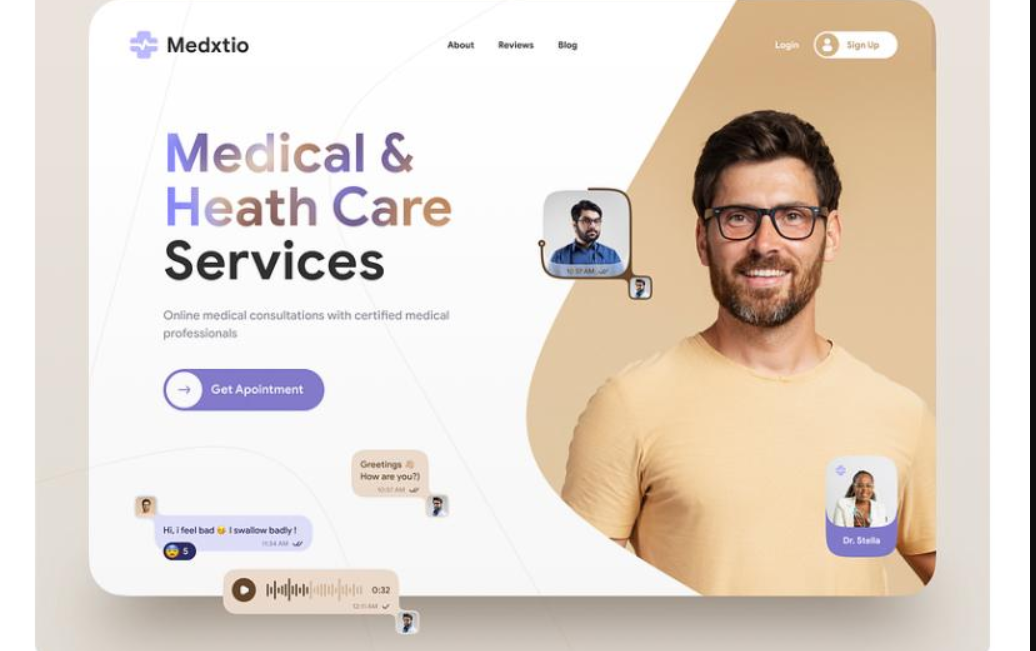 Medxtio
About
Reviews
Blog
Login
Sign Up
Medical &
Heath Care
Services
Online medical consultations with certified medical
professionals
Get Apointment
10:57 AM
Greetings 👋🏼
How are you?)
10:57 AM
Hi, i feel bad 🤒 I swallow badly !
11:34 AM
😨 5
0:32
12:11 AM
Dr. Stella